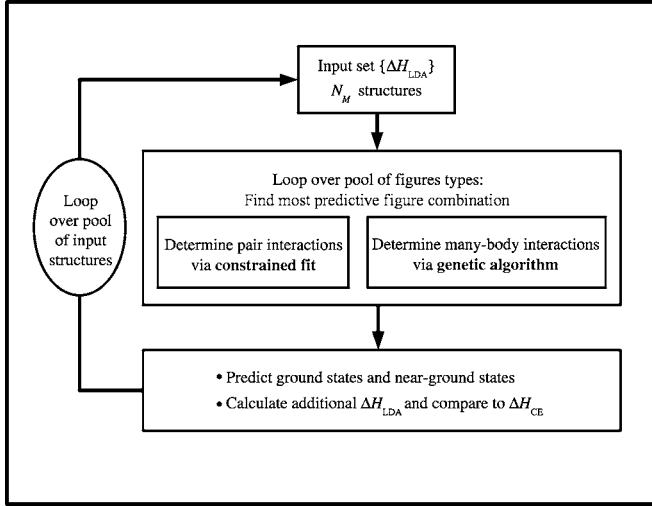 Input set {ΔH_LDA}
N_M structures
Loop
over pool
of input
structures
Loop over pool of figures types:
Find most predictive figure combination
Determine pair interactions
via constrained fit
Determine many-body interactions
via genetic algorithm
• Predict ground states and near-ground states
• Calculate additional ΔH_LDA and compare to ΔH_CE